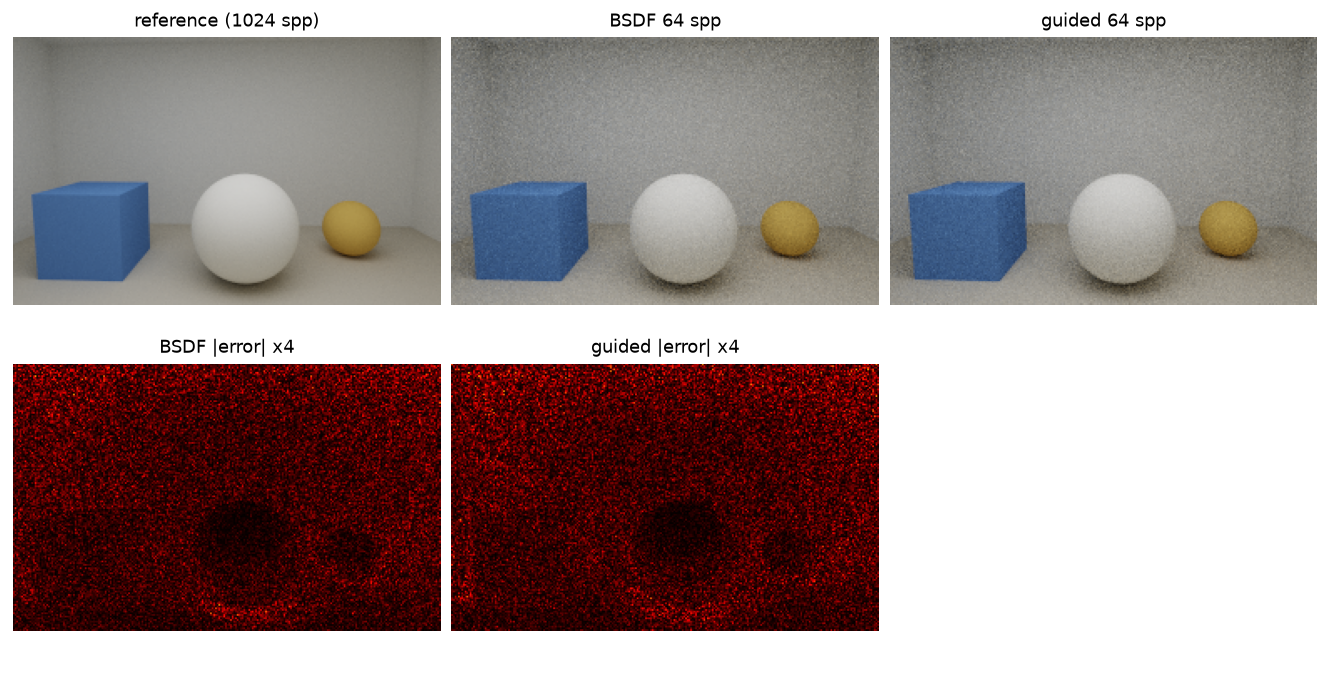 reference (1024 spp)
BSDF 64 spp
guided 64 spp
BSDF |error| x4
guided |error| x4